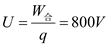 U = W合/q = 800V